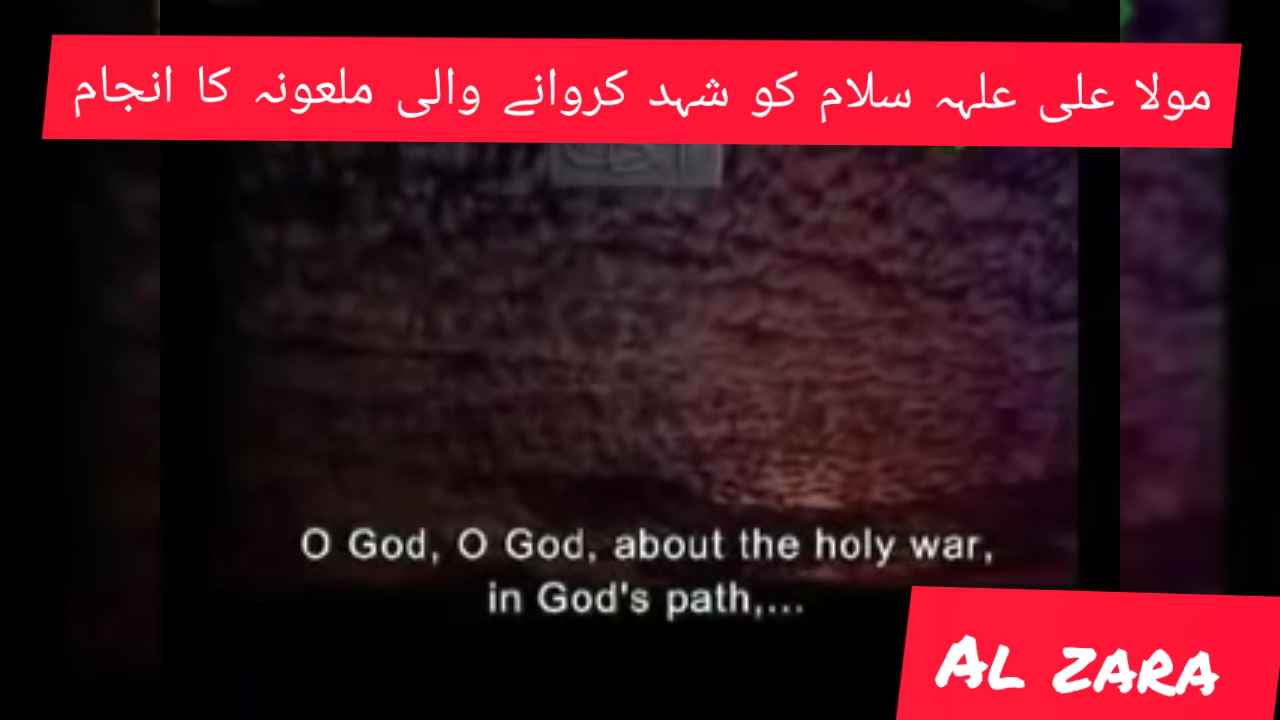 مولا علی علہہ سلام کو شہد کروانے والی ملعونہ کا انجام
O God, O God, about the holy war,
in God's path,...
AL ZARA